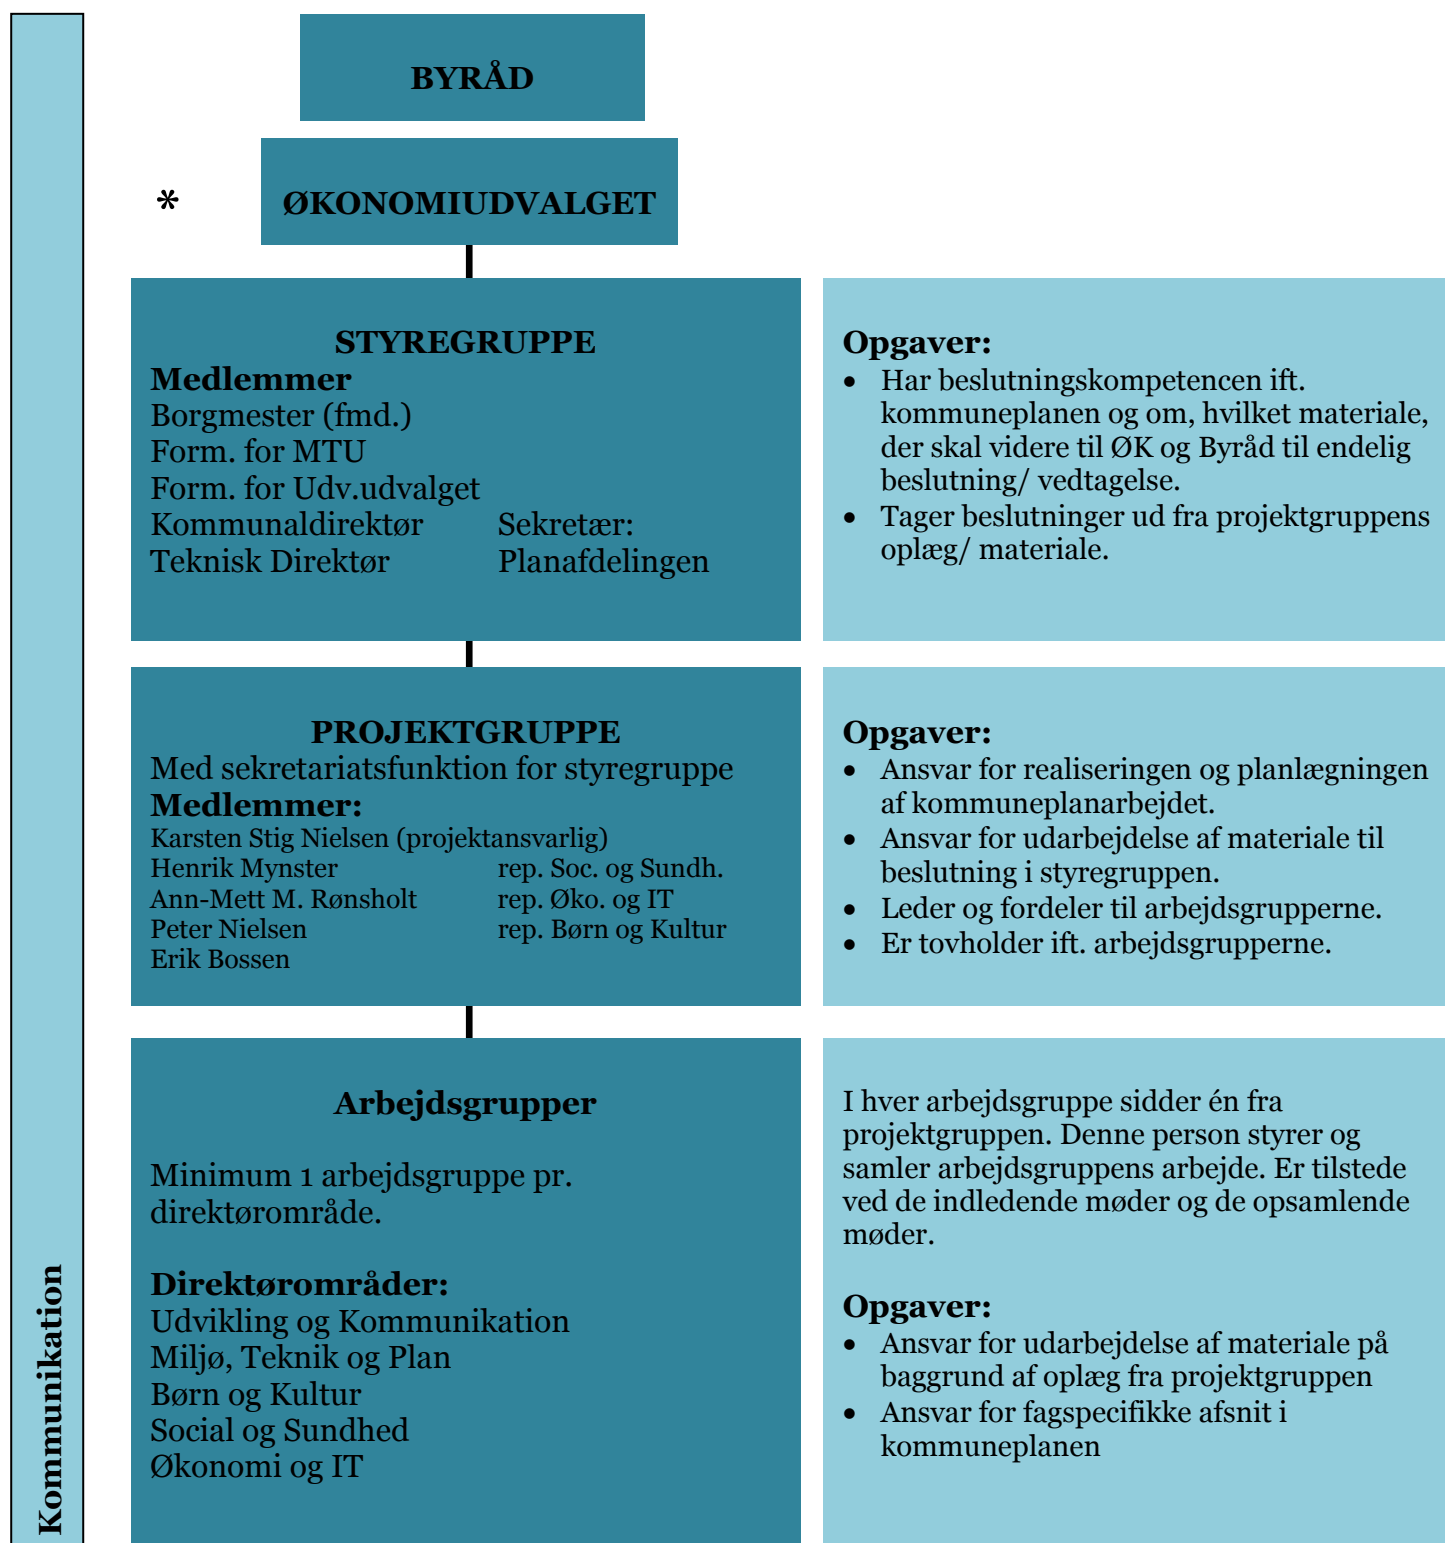 BYRÅD
*
ØKONOMIUDVALGET
STYREGRUPPE
Medlemmer
Borgmester (fmd.)
Form. for MTU
Form. for Udv.udvalget
Kommunaldirektør Sekretær:
Teknisk Direktør Planafdelingen
Opgaver:
• Har beslutningskompetencen ift.
kommuneplanen og om, hvilket materiale,
der skal videre til ØK og Byråd til endelig
beslutning/ vedtagelse.
• Tager beslutninger ud fra projektgruppens
oplæg/ materiale.
PROJEKTGRUPPE
Med sekretariatsfunktion for styregruppe
Medlemmer:
Karsten Stig Nielsen (projektansvarlig)
Henrik Mynster rep. Soc. og Sundh.
Ann-Mett M. Rønsholt rep. Øko. og IT
Peter Nielsen rep. Børn og Kultur
Erik Bossen
Opgaver:
• Ansvar for realiseringen og planlægningen
af kommuneplanarbejdet.
• Ansvar for udarbejdelse af materiale til
beslutning i styregruppen.
• Leder og fordeler til arbejdsgrupperne.
• Er tovholder ift. arbejdsgrupperne.
Arbejdsgrupper
Minimum 1 arbejdsgruppe pr.
direktørområde.
Direktørområder:
Udvikling og Kommunikation
Miljø, Teknik og Plan
Børn og Kultur
Social og Sundhed
Økonomi og IT
I hver arbejdsgruppe sidder én fra
projektgruppen. Denne person styrer og
samler arbejdsgruppens arbejde. Er tilstede
ved de indledende møder og de opsamlende
møder.
Opgaver:
• Ansvar for udarbejdelse af materiale på
baggrund af oplæg fra projektgruppen
• Ansvar for fagspecifikke afsnit i
kommuneplanen
Kommunikation